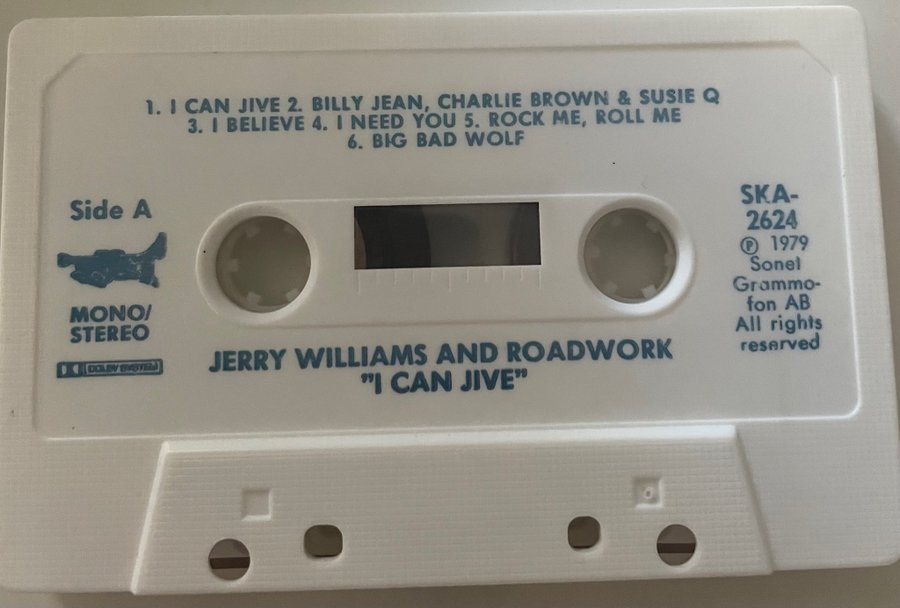 1. I CAN JIVE 2. BILLY JEAN, CHARLIE BROWN & SUSIE Q
3. I BELIEVE 4. I NEED YOU 5. ROCK ME, ROLL ME
6. BIG BAD WOLF
Side A
MONO/
STEREO
DOLBY SYSTEM
JERRY WILLIAMS AND ROADWORK
"I CAN JIVE"
SKA-
2624
℗ 1979
Sonet
Grammo-
fon AB
All rights
reserved